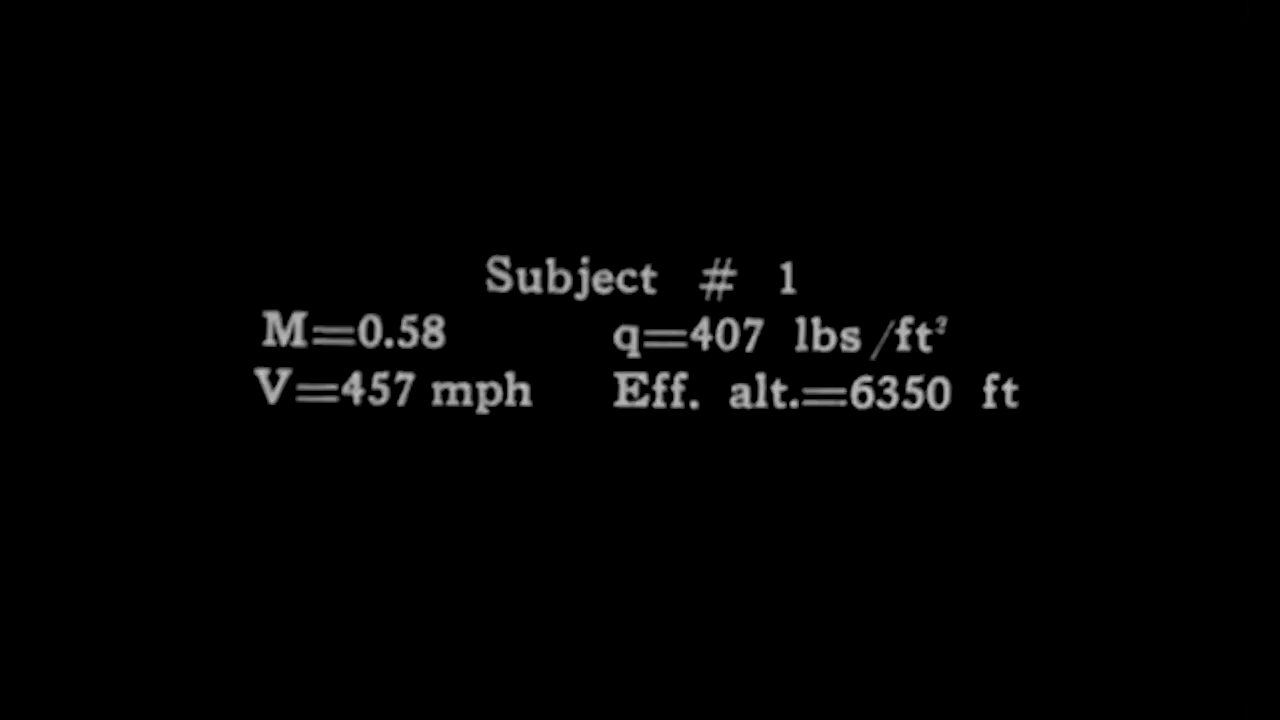 Subject # 1
M=0.58 q=407 lbs/ft²
V=457 mph Eff. alt.=6350 ft